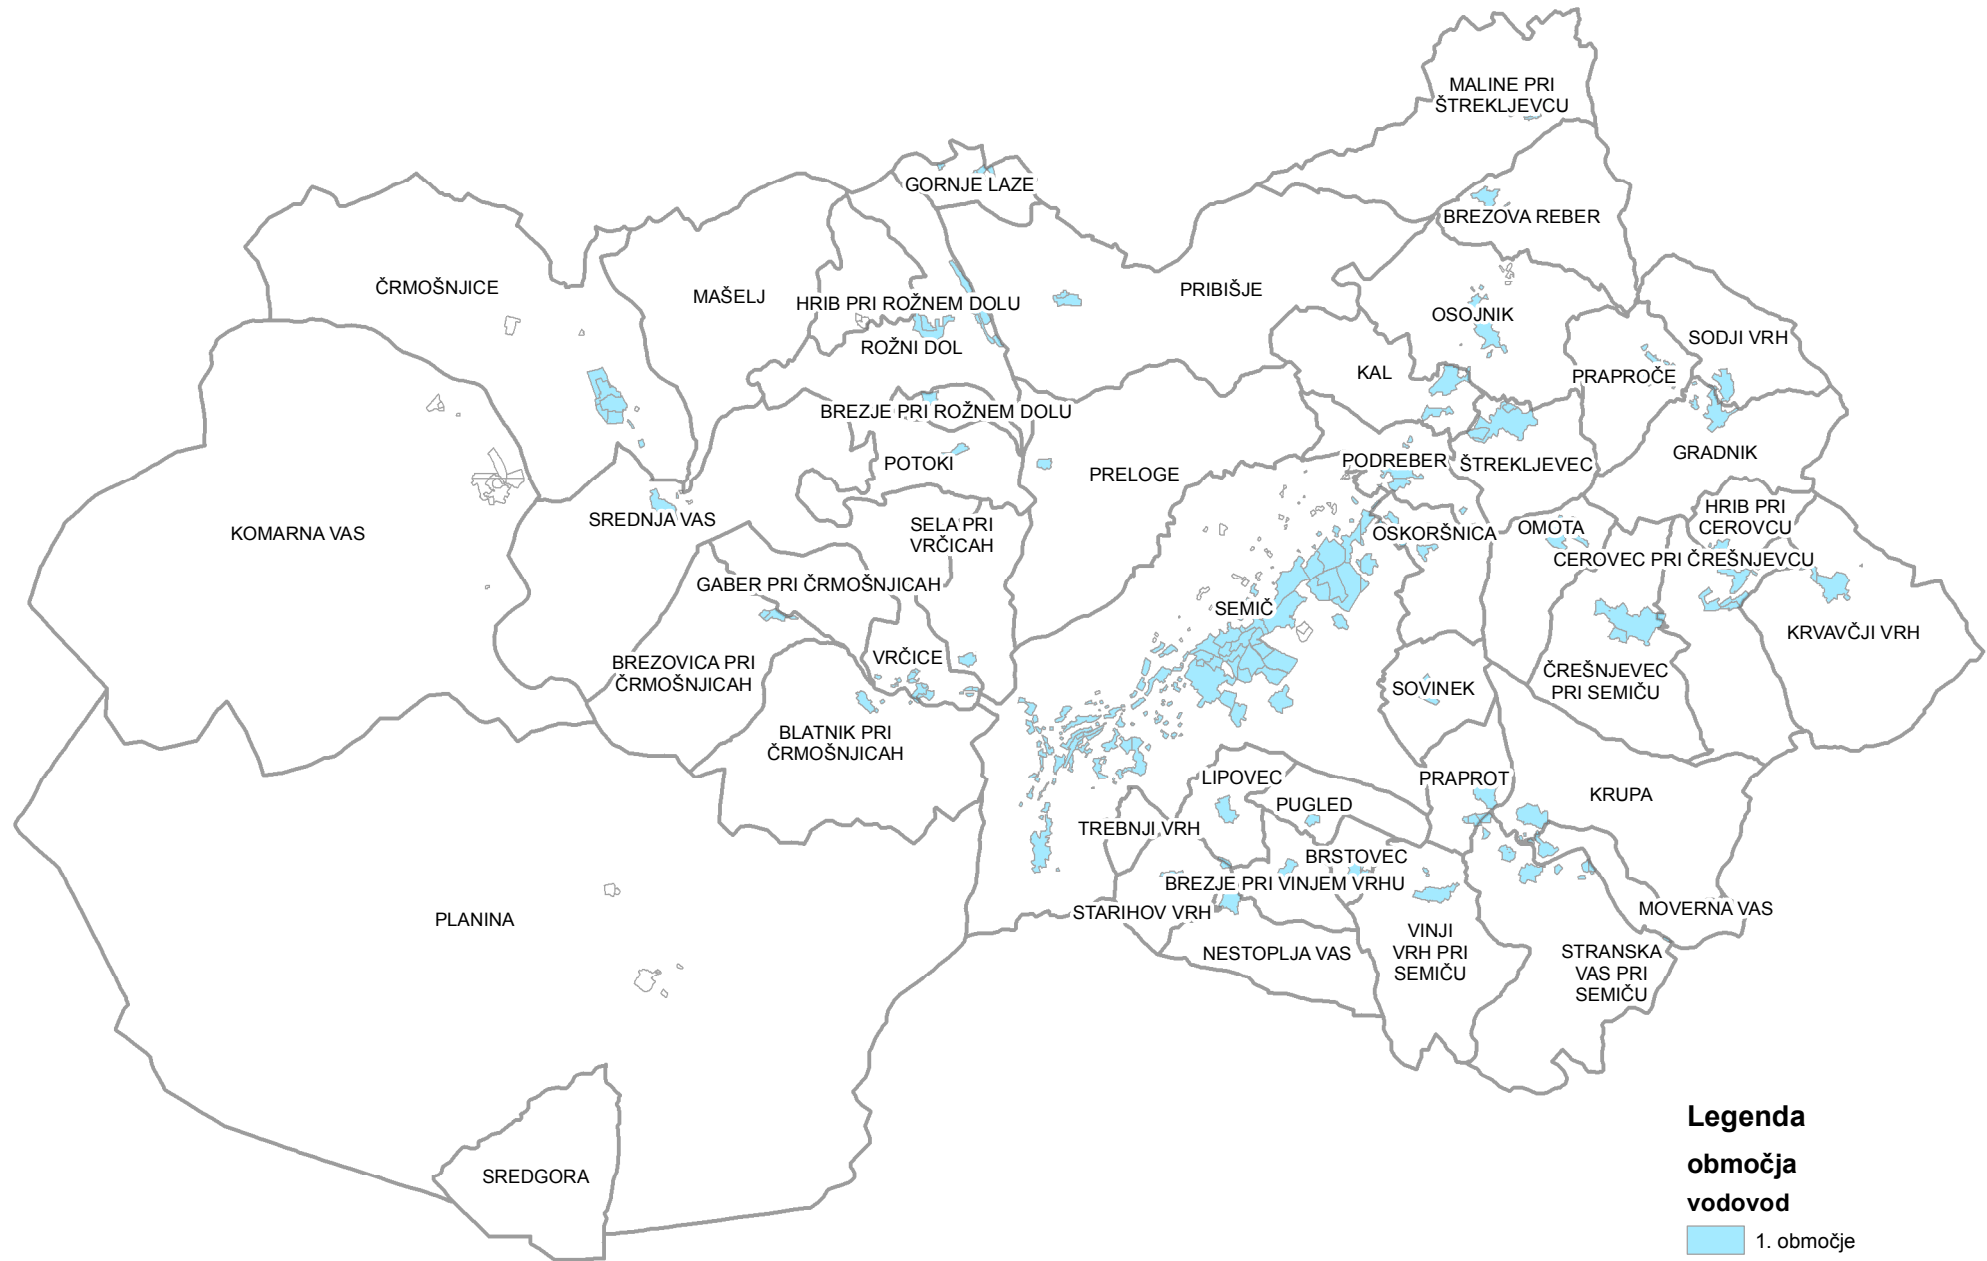 MALINE PRI
ŠTREKLJEVCU
GORNJE LAZE
BREZOVA REBER
ČRMOŠNJICE
MAŠELJ
HRIB PRI ROŽNEM DOLU
PRIBIŠJE
OSOJNIK
ROŽNI DOL
SODJI VRH
KAL
PRAPROČE
BREZJE PRI ROŽNEM DOLU
POTOKI
PRELOGE
PODREBER
ŠTREKLJEVEC
GRADNIK
KOMARNA VAS
SREDNJA VAS
SELA PRI
VRČICAH
OSKORŠNICA
OMOTA
HRIB PRI
CEROVCU
CEROVEC PRI ČREŠNJEVCU
GABER PRI ČRMOŠNJICAH
SEMIČ
KRVAVČJI VRH
BREZOVICA PRI
ČRMOŠNJICAH
VRČICE
SOVINEK
ČREŠNJEVEC
PRI SEMIČU
BLATNIK PRI
ČRMOŠNJICAH
LIPOVEC
PRAPROT
KRUPA
PUGLED
TREBNJI VRH
BRSTOVEC
BREZJE PRI VINJEM VRHU
STARIHOV VRH
MOVERNA VAS
PLANINA
NESTOPLJA VAS
VINJI
VRH PRI
SEMIČU
STRANSKA
VAS PRI
SEMIČU
SREDGORA
Legenda
območja
vodovod
1. območje